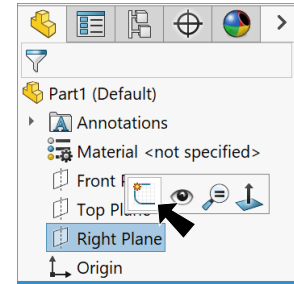 Part1 (Default)
Annotations
Material <not specified>
Front
Top Plane
Right Plane
Origin